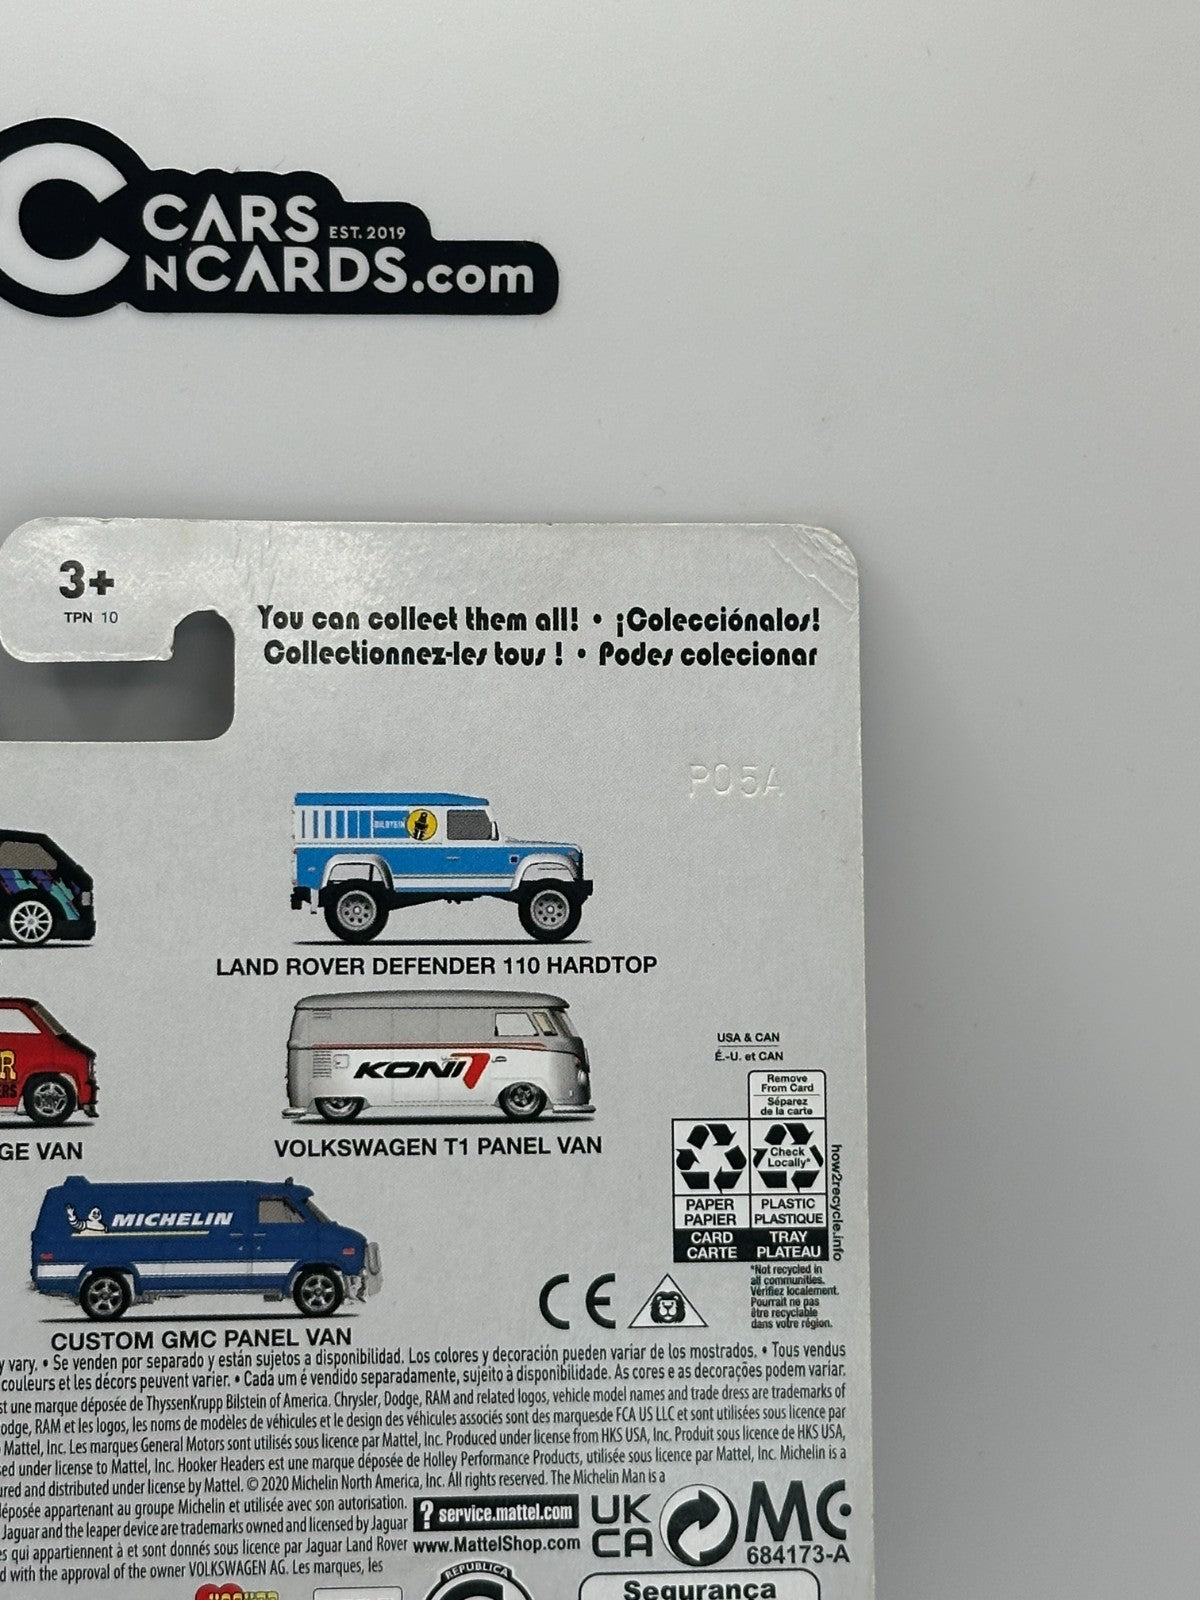 CARS
EST. 2019
NCARDS.com
3+
TPN 10
You can collect them all! • ¡Colecciónalos!
Collectionnez-les tous ! • Podes colecionar
P05A
BILSTEIN
LAND ROVER DEFENDER 110 HARDTOP
KONI
GE VAN
VOLKSWAGEN T1 PANEL VAN
MICHELIN
CUSTOM GMC PANEL VAN
USA & CAN
É.-U. et CAN
Remove
From Card
Séparez
de la carte
Check
Locally*
PAPER
PAPIER
PLASTIC
PLASTIQUE
CARD
CARTE
TRAY
PLATEAU
how2recycle.info
*Not recycled in
all communities.
Vérifiez localement.
Pourrait ne pas
être recyclable
dans votre région.
CE
y vary. • Se venden por separado y están sujetos a disponibilidad. Los colores y decoración pueden variar de los mostrados. • Tous vendus
couleurs et les décors peuvent varier. • Cada um é vendido separadamente, sujeito à disponibilidade. As cores e as decorações podem variar.
st une marque déposée de ThyssenKrupp Bilstein of America. Chrysler, Dodge, RAM and related logos, vehicle model names and trade dress are trademarks of
odge, RAM et les logos, les noms de modèles de véhicules et le design des véhicules associés sont des marquesde FCA US LLC et sont utilisées sous licence par
Mattel, Inc. Les marques General Motors sont utilisés sous licence par Mattel, Inc. Produced under license from HKS USA, Inc. Produit sous licence de HKS USA,
sed under license to Mattel, Inc. Hooker Headers est une marque déposée de Holley Performance Products, utilisée sous licence par Mattel, Inc. Michelin is a
ured and distributed under license by Mattel. © 2020 Michelin North America, Inc. All rights reserved. The Michelin Man is a
déposée appartenant au groupe Michelin et utilisée avec son autorisation.
Jaguar and the leaper device are trademarks owned and licensed by Jaguar
s qui appartiennent à et sont donnés sous licence par Jaguar Land Rover
d with the approval of the owner VOLKSWAGEN AG. Les marques, les
? service.mattel.com
www.MattelShop.com
UK
CA
MC
684173-A
REPUBLICA
Segurança